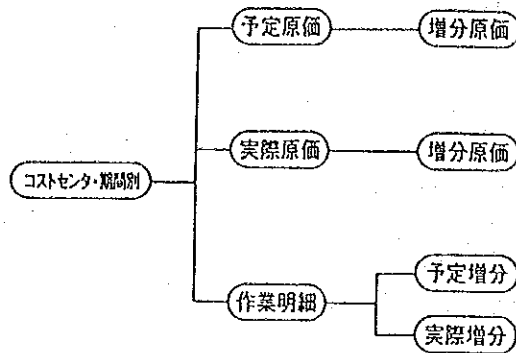 予定原価
増分原価
実際原価
増分原価
コストセンタ・期間別
予定増分
作業明細
実際増分